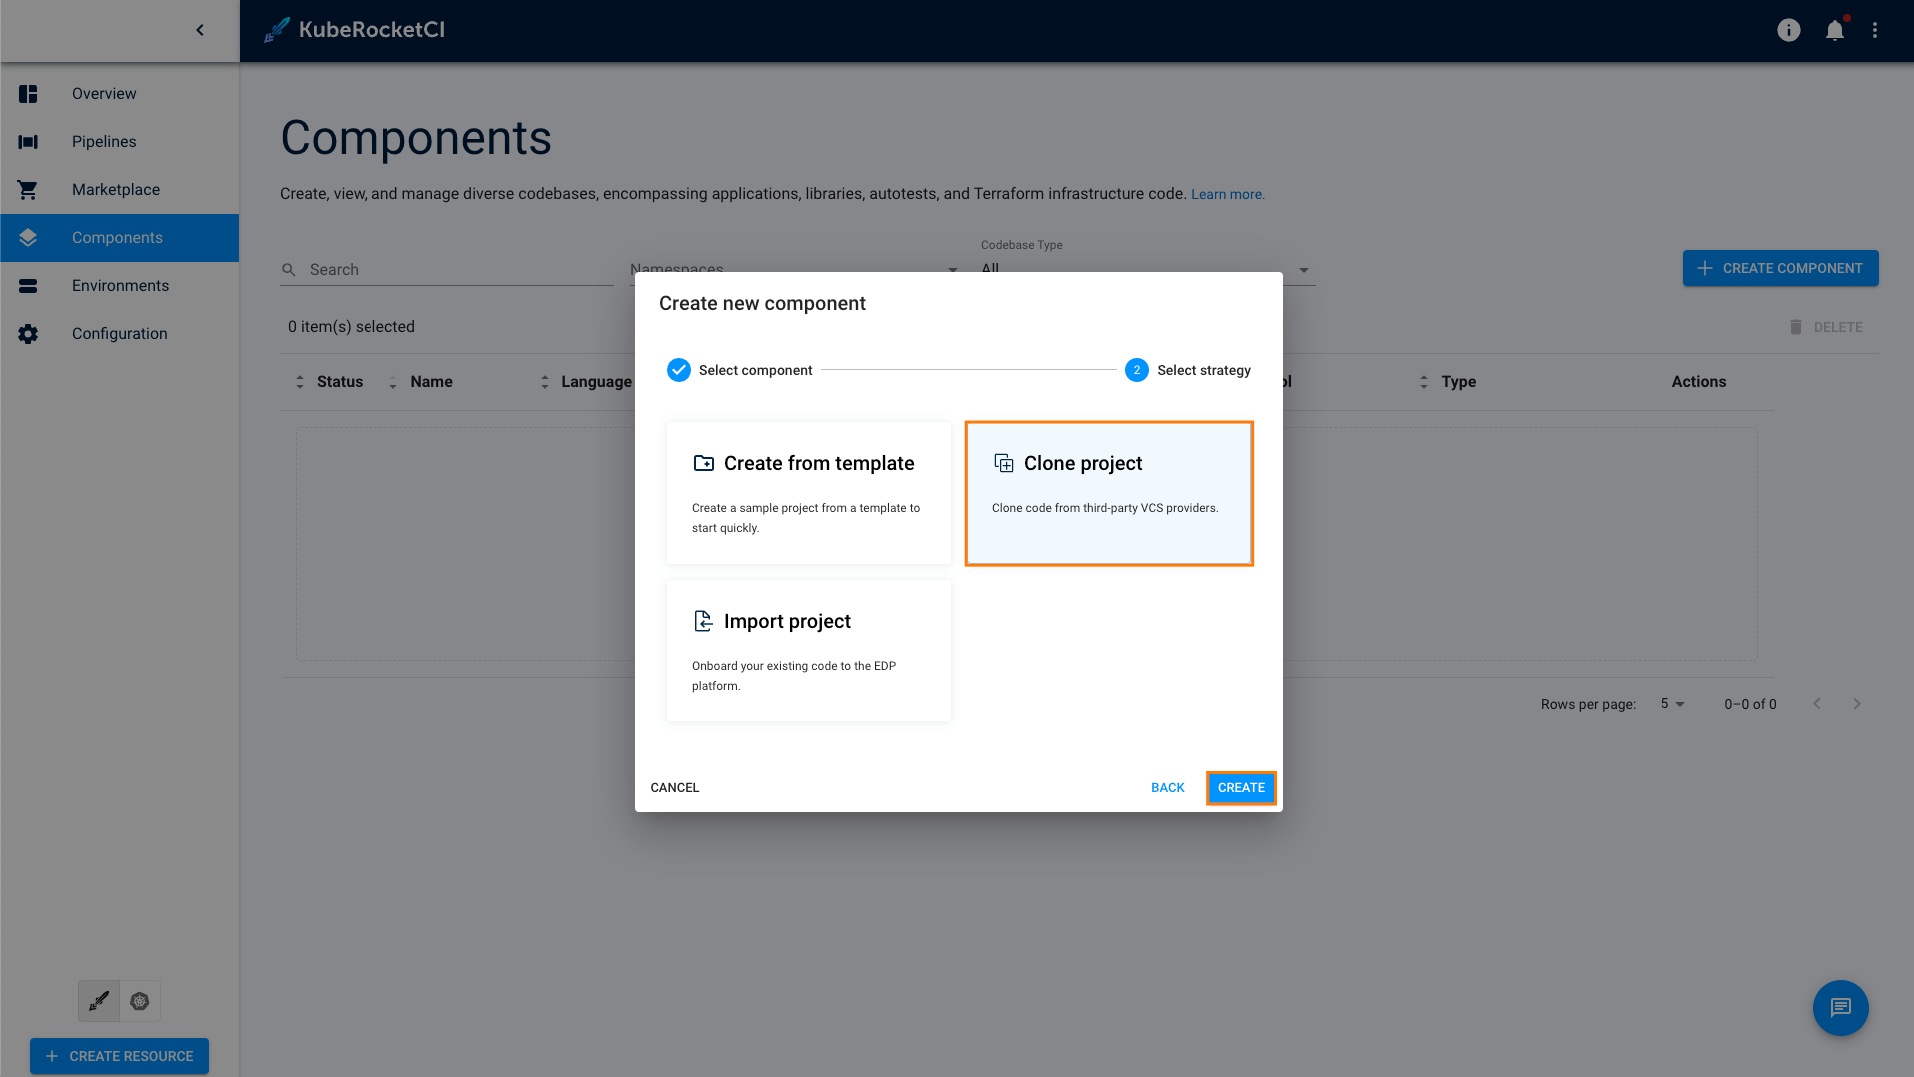 KubeRocketCI
Overview
Pipelines
Marketplace
Components
Environments
Configuration
CREATE RESOURCE
Components
Create, view, and manage diverse codebases, encompassing applications, libraries, autotests, and Terraform infrastructure code. Learn more.
Search
Namespaces
Codebase Type
All
CREATE COMPONENT
0 item(s) selected
DELETE
Status
Name
Language
Type
Actions
Rows per page:
5
0–0 of 0
Create new component
Select component
2
Select strategy
Create from template
Create a sample project from a template to
start quickly.
Clone project
Clone code from third-party VCS providers.
Import project
Onboard your existing code to the EDP
platform.
CANCEL
BACK
CREATE